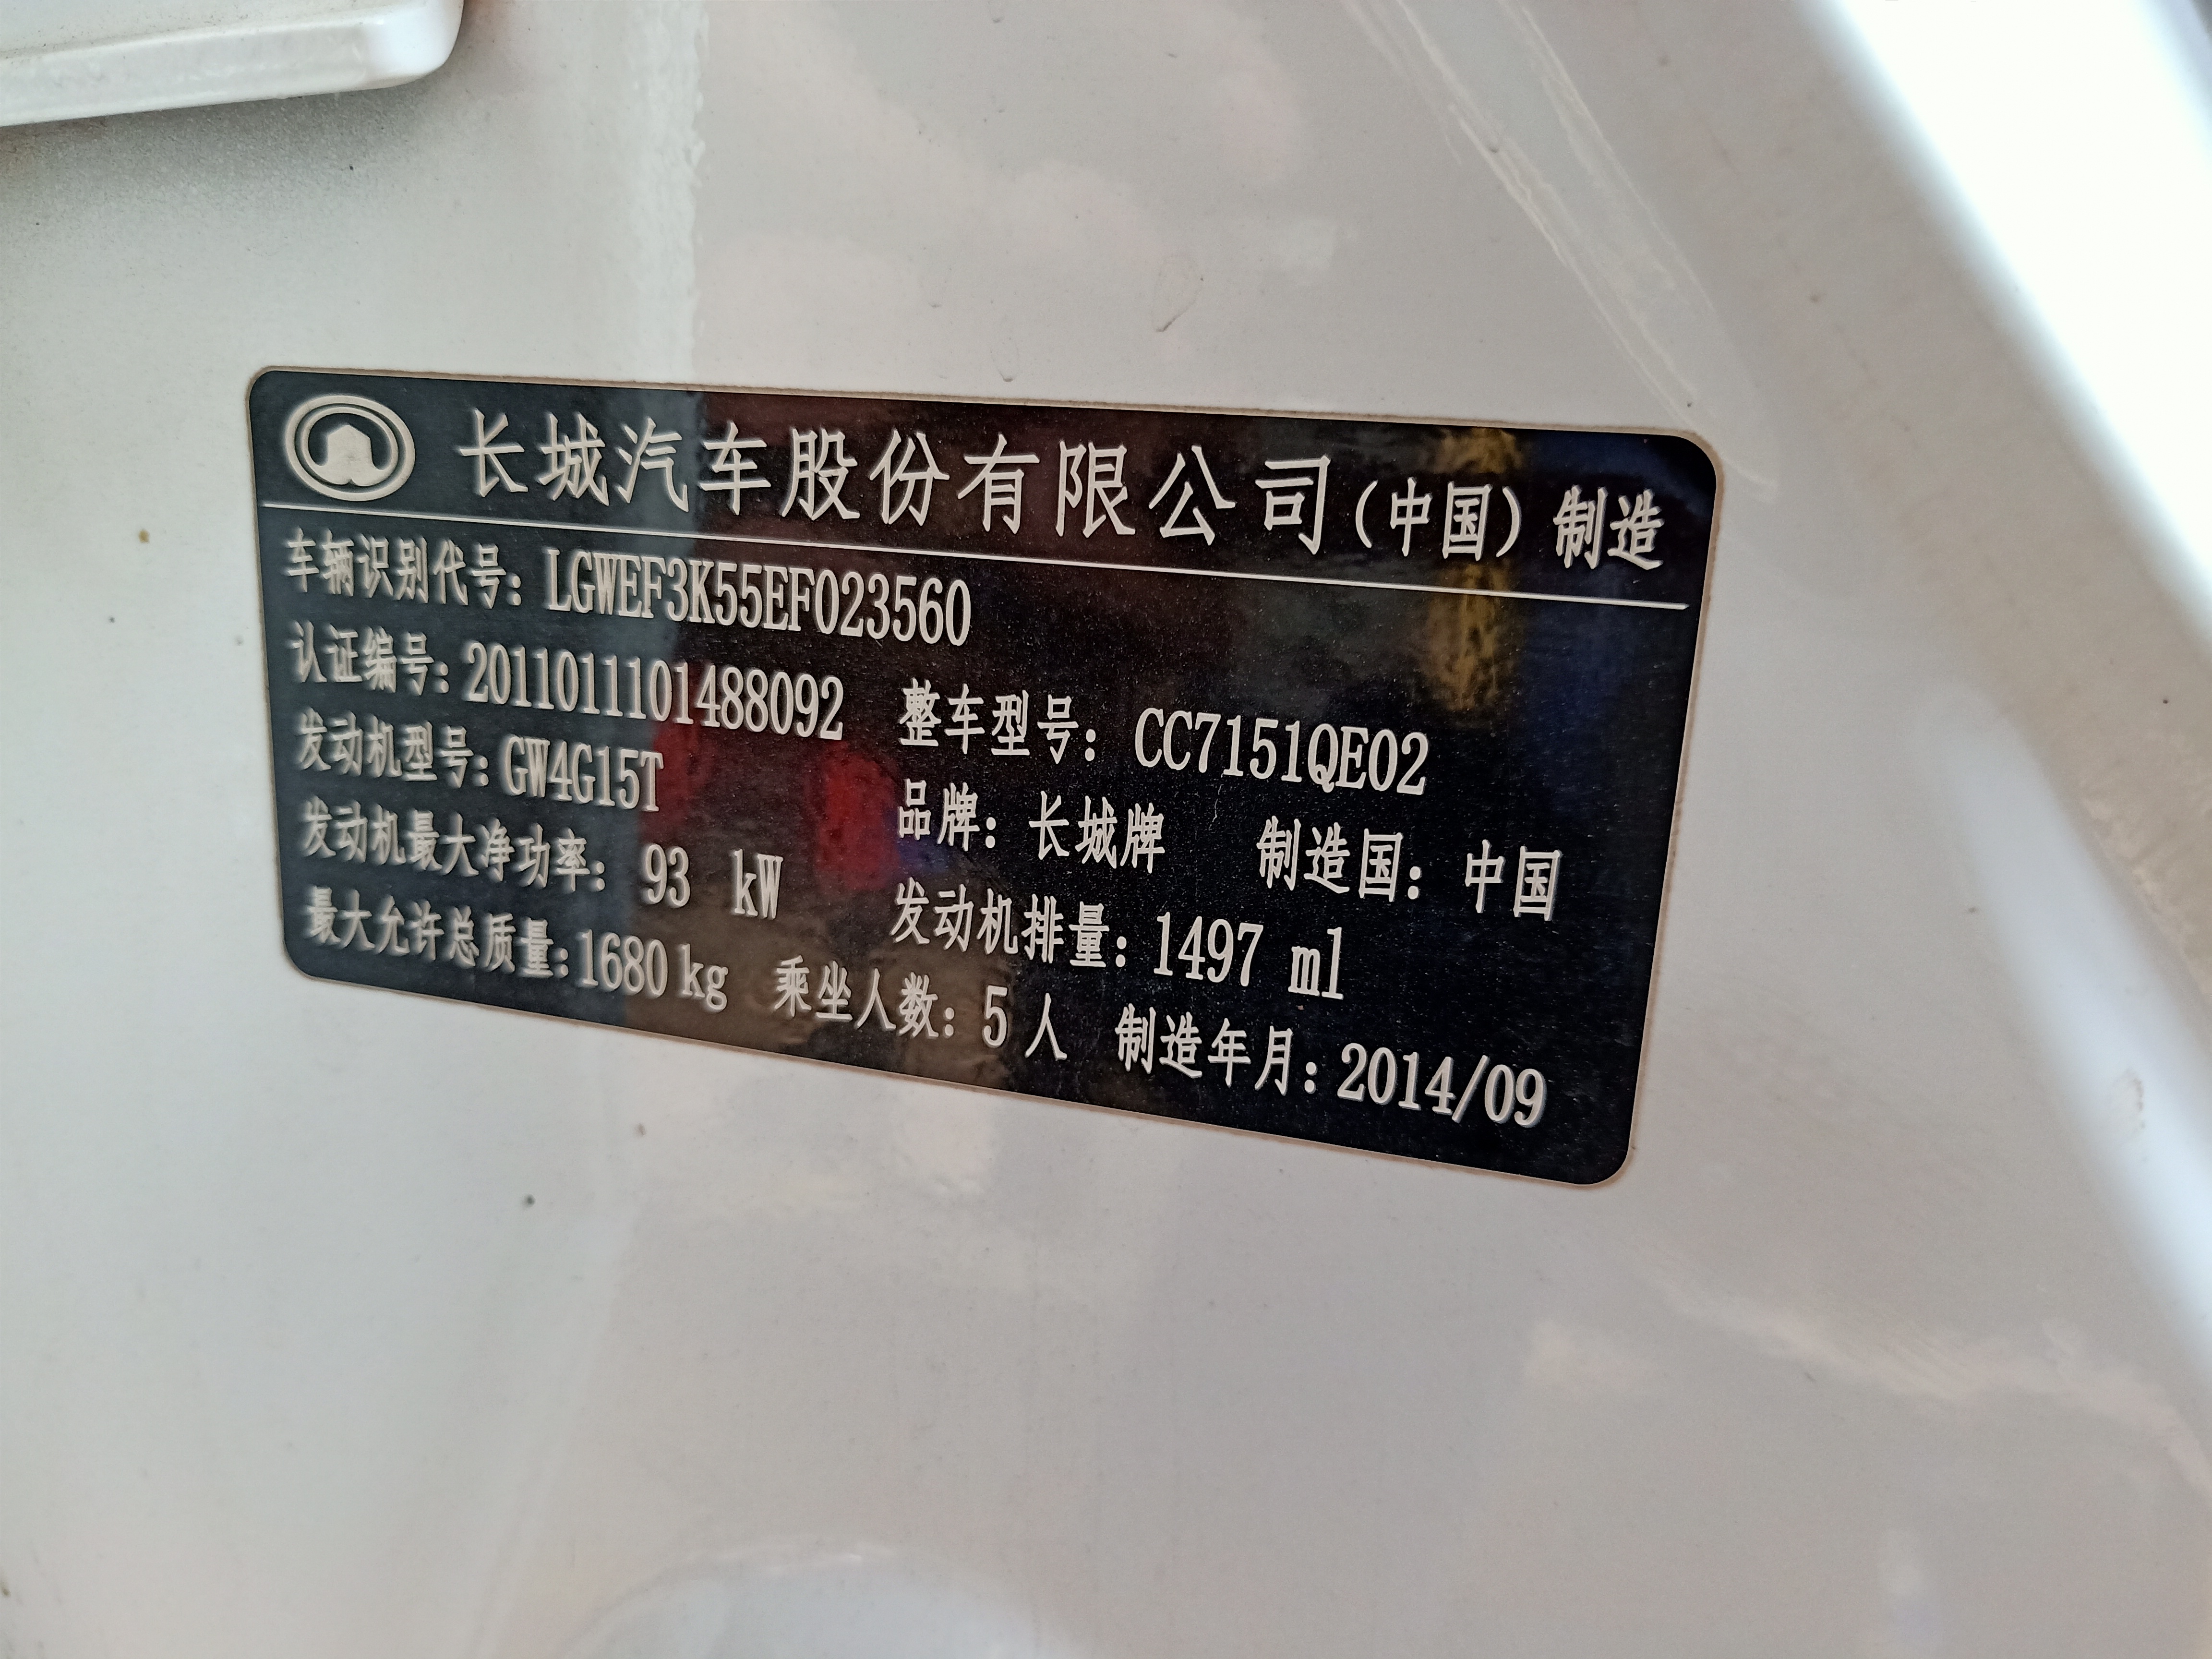 长城汽车股份有限公司(中国)制造
车辆识别代号: LGWEF3K55EF023560
认证编号: 2011011101488092 整车型号: CC7151QE02
发动机型号: GW4G15T 品牌: 长城牌 制造国: 中国
发动机最大净功率: 93 kW 发动机排量: 1497 ml
最大允许总质量: 1680 kg 乘坐人数: 5 人 制造年月: 2014/09